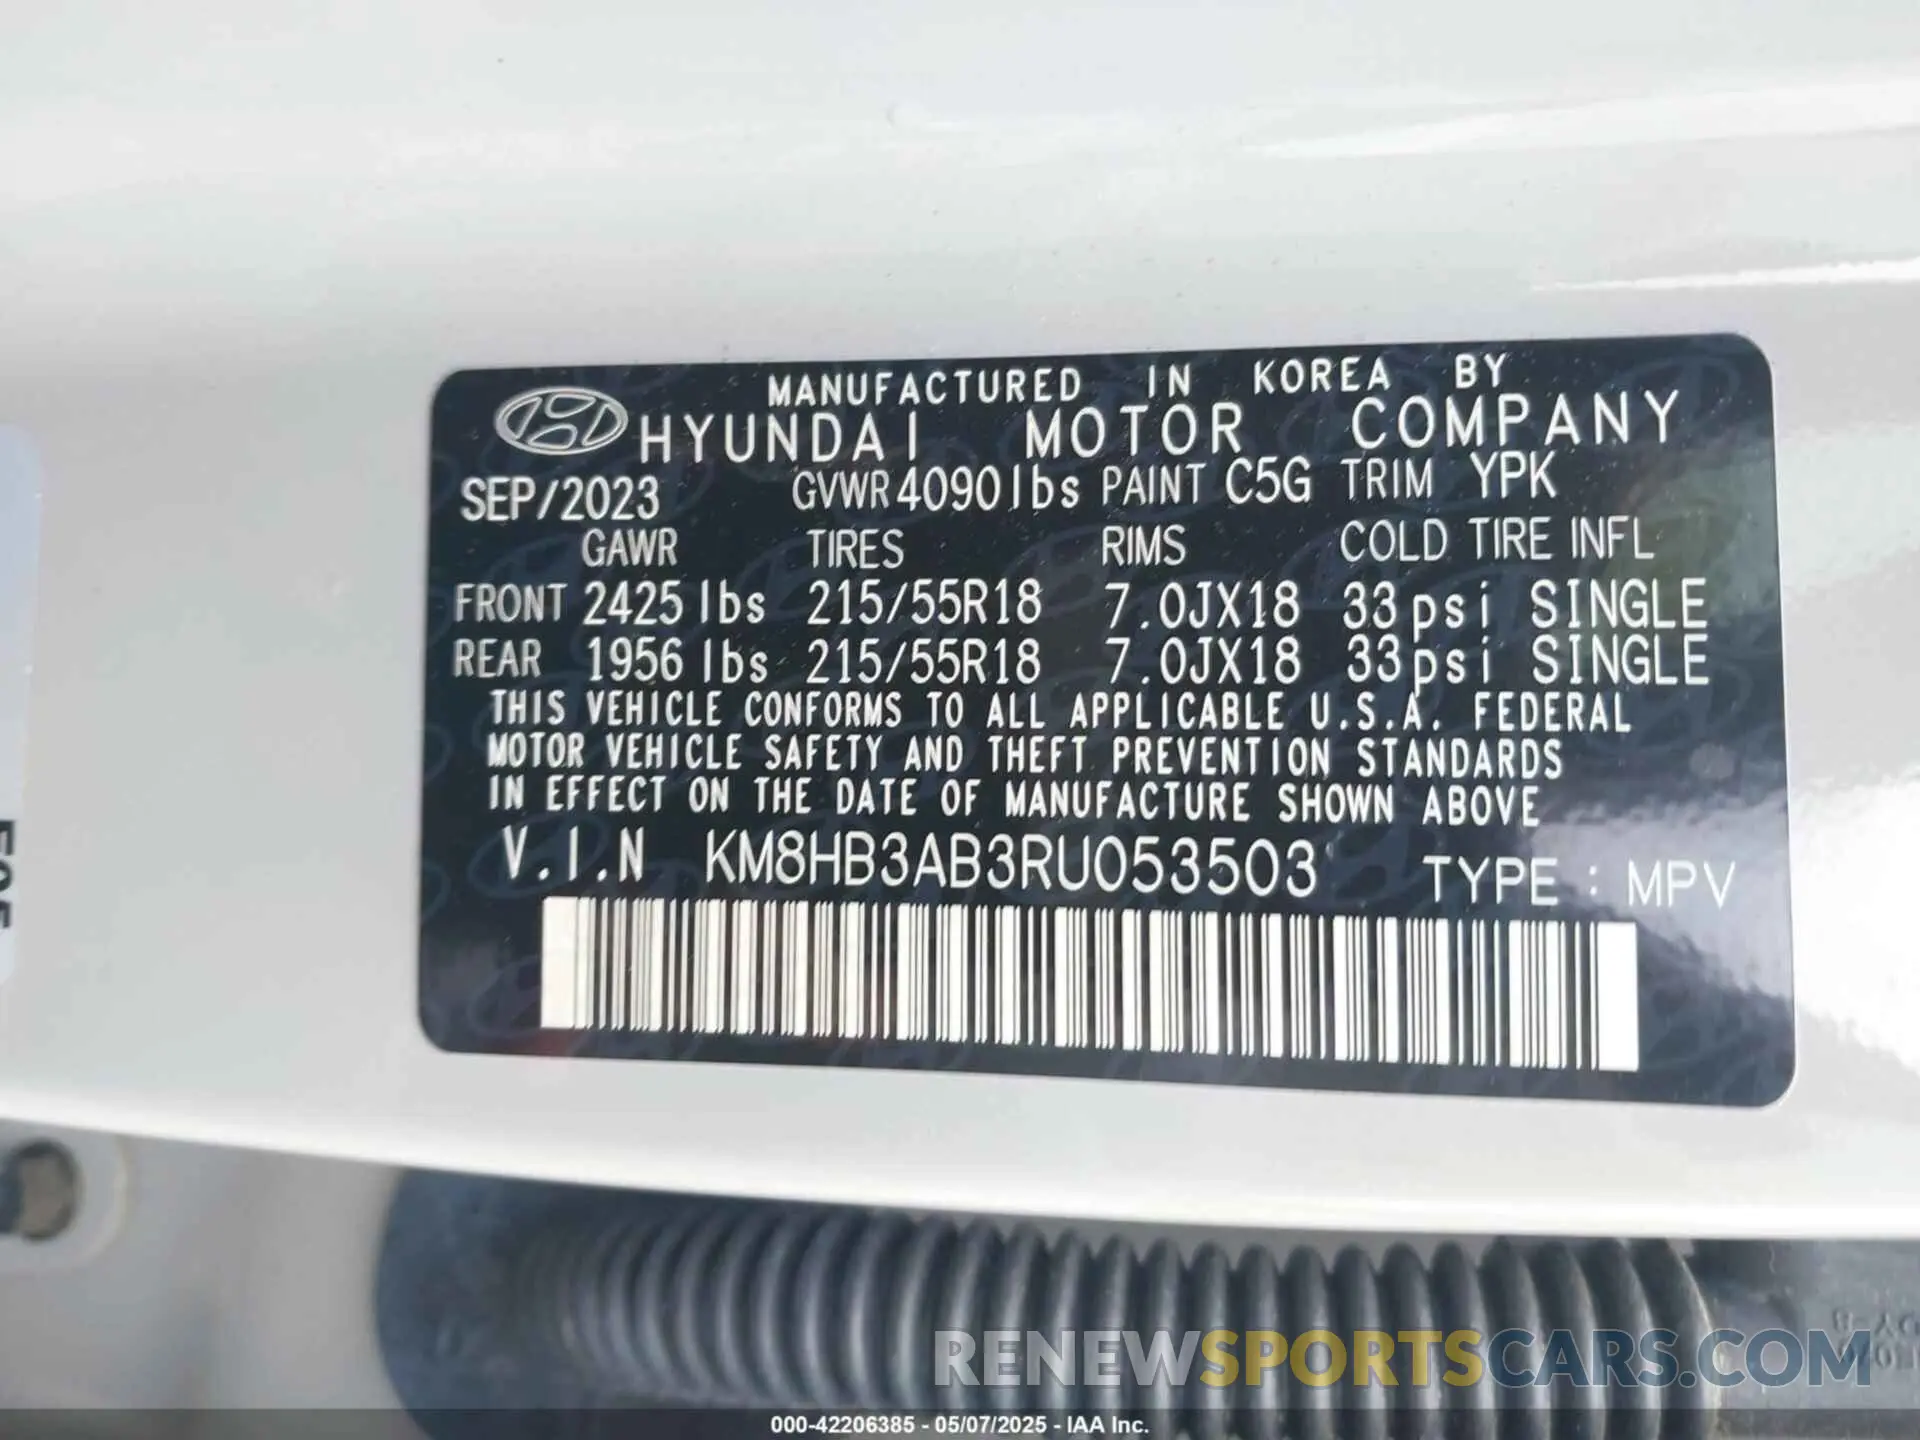 MANUFACTURED IN KOREA BY
HYUNDAI MOTOR COMPANY
SEP/2023 GVWR 4090lbs PAINT C5G TRIM YPK
GAWR TIRES RIMS COLD TIRE INFL
FRONT 2425 lbs 215/55R18 7.0JX18 33psi SINGLE
REAR 1956 lbs 215/55R18 7.0JX18 33psi SINGLE
THIS VEHICLE CONFORMS TO ALL APPLICABLE U.S.A. FEDERAL
MOTOR VEHICLE SAFETY AND THEFT PREVENTION STANDARDS
IN EFFECT ON THE DATE OF MANUFACTURE SHOWN ABOVE
V.I.N KM8HB3AB3RU053503 TYPE : MPV
RENEWSPORTSCARS.COM
000-42206385 - 05/07/2025 - IAA Inc.